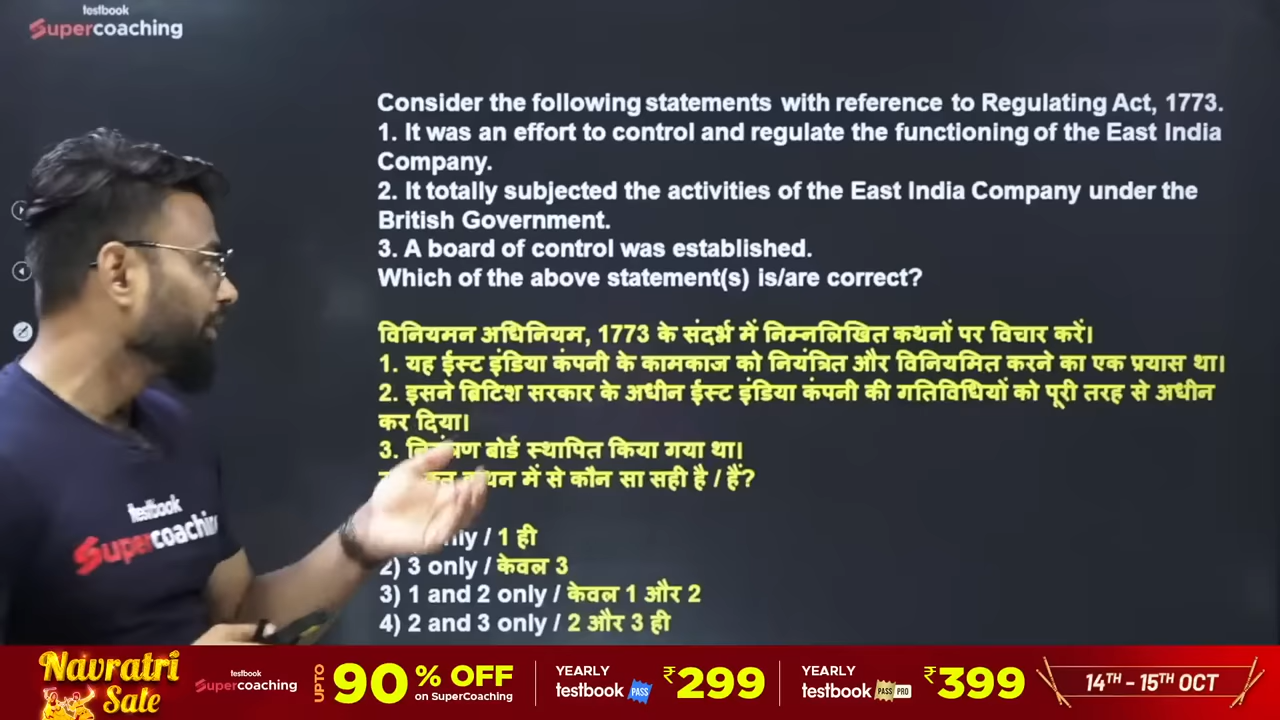 testbook
Supercoaching
Consider the following statements with reference to Regulating Act, 1773.
1. It was an effort to control and regulate the functioning of the East India
Company.
2. It totally subjected the activities of the East India Company under the
British Government.
3. A board of control was established.
Which of the above statement(s) is/are correct?
विनियमन अधिनियम, 1773 के संदर्भ में निम्नलिखित कथनों पर विचार करें।
1. यह ईस्ट इंडिया कंपनी के कामकाज को नियंत्रित और विनियमित करने का एक प्रयास था।
2. इसने ब्रिटिश सरकार के अधीन ईस्ट इंडिया कंपनी की गतिविधियों को पूरी तरह से अधीन
कर दिया।
3. बोर्ड स्थापित किया गया था।
में से कौन सा सही है / हैं?
/ 1 ही
2) 3 only / केवल 3
3) 1 and 2 only / केवल 1 और 2
4) 2 and 3 only / 2 और 3 ही
testbook
Supercoaching
Navratri
Sale
testbook
Supercoaching
UPTO
90% OFF
on SuperCoaching
YEARLY
testbook PASS
₹299
YEARLY
testbook PASS PRO
₹399
14TH - 15TH OCT